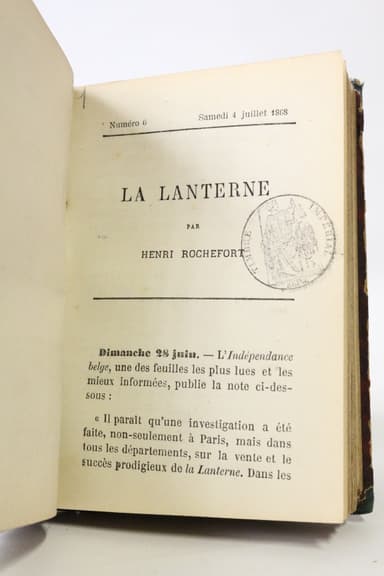 1
Numéro 6 Samedi 4 juillet 1868
LA LANTERNE
PAR
HENRI ROCHEFORT
TIMBRE IMPÉRIAL
Dimanche 28 juin. — L'Indépendance
belge, une des feuilles les plus lues et les
mieux informées, publie la note ci-des-
sous :
« Il paraît qu'une investigation a été
faite, non-seulement à Paris, mais dans
tous les départements, sur la vente et le
succès prodigieux de la Lanterne. Dans les